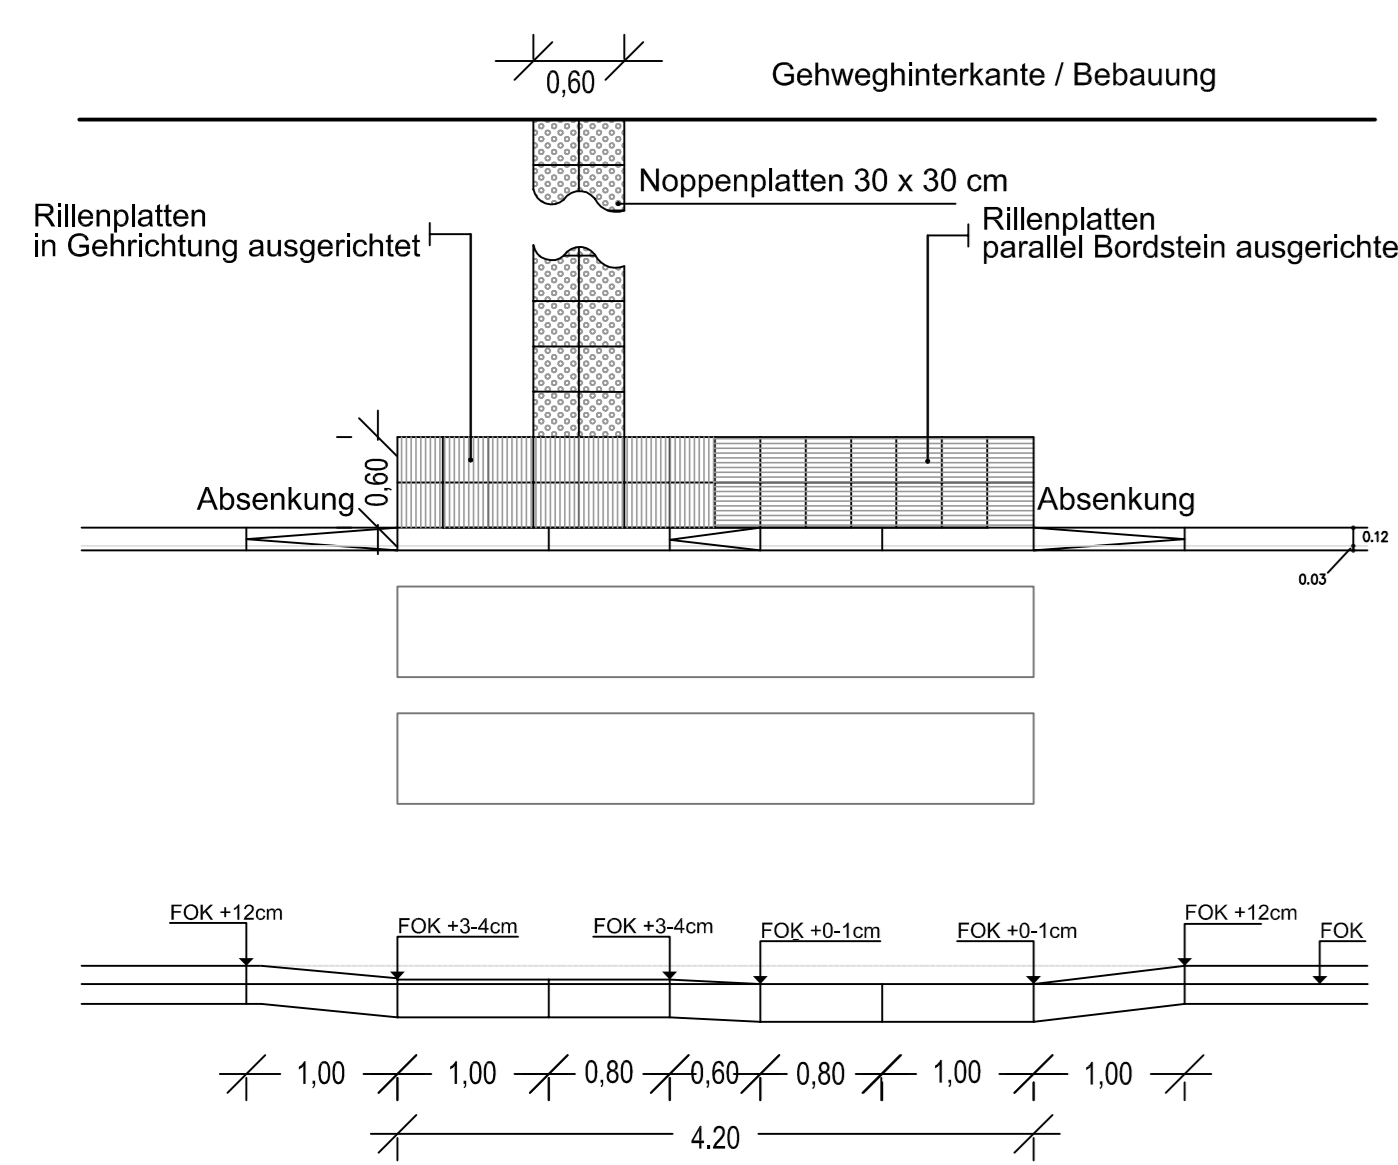 0,60
Gehweghinterkante / Bebauung
Noppenplatten 30 x 30 cm
Rillenplatten
in Gehrichtung ausgerichtet
Rillenplatten
parallel Bordstein ausgerichte
0,60
Absenkung
Absenkung
0.12
0.03
FOK +12cm
FOK +3-4cm
FOK +3-4cm
FOK +0-1cm
FOK +0-1cm
FOK +12cm
FOK
1,00
1,00
0,80
0,60
0,80
1,00
1,00
4.20